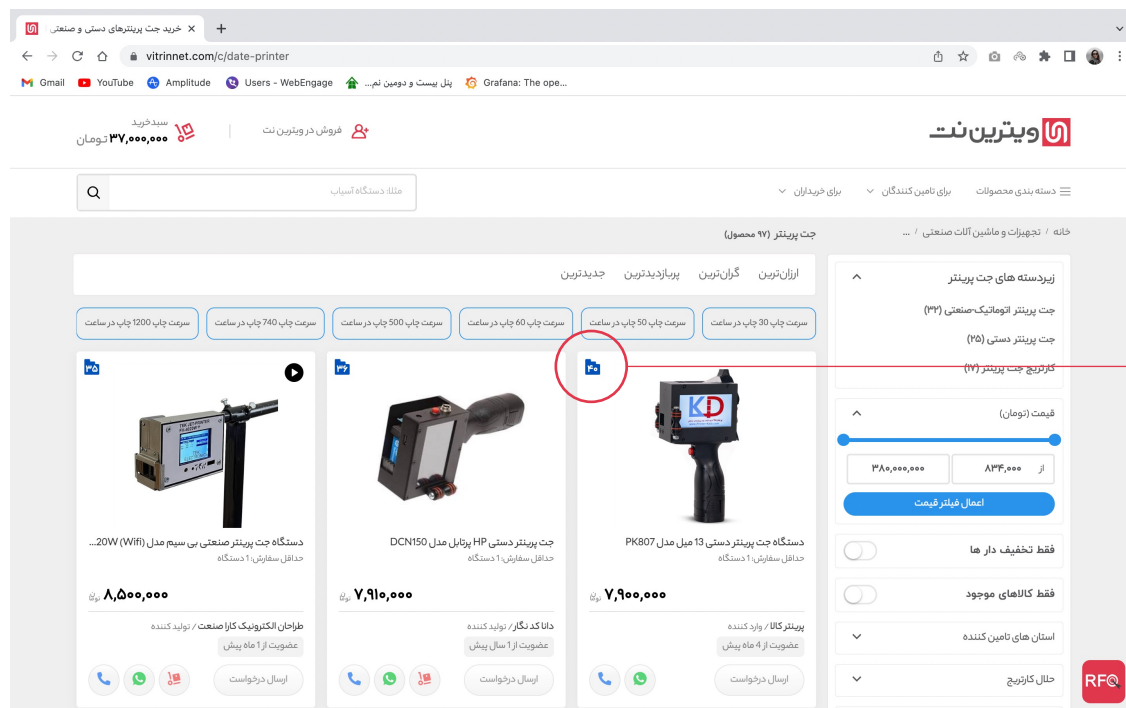 خرید جت پرینترهای دستی و صنعتی
vitrinnet.com/c/date-printer
Gmail
YouTube
Amplitude
Users - WebEngage
پنل بیست و دومین نم...
Grafana: The ope...
ویترین نت
فروش در ویترین نت
سبد خرید
۳۷,۰۰۰,۰۰۰ تومان
دسته بندی محصولات
برای تامین کنندگان
برای خریداران
مثلا: دستگاه آسیاب
خانه / تجهیزات و ماشین آلات صنعتی / ...
جت پرینتر (۹۷ محصول)
زیردسته های جت پرینتر
جت پرینتر اتوماتیک-صنعتی (۳۲)
جت پرینتر دستی (۲۵)
کارتریج جت پرینتر (۱۷)
قیمت (تومان)
از ۸۳۴,۰۰۰
۳۸۰,۰۰۰,۰۰۰
اعمال فیلتر قیمت
فقط تخفیف دار ها
فقط کالاهای موجود
استان های تامین کننده
حلال کارتریج
RFQ
ارزان‌ترین گران‌ترین پربازدیدترین جدیدترین
سرعت چاپ 30 چاپ در ساعت
سرعت چاپ 50 چاپ در ساعت
سرعت چاپ 60 چاپ در ساعت
سرعت چاپ 500 چاپ در ساعت
سرعت چاپ 740 چاپ در ساعت
سرعت چاپ 1200 چاپ در ساعت
۴۰
KD
دستگاه جت پرینتر دستی 13 میل مدل PK807
حداقل سفارش: 1 دستگاه
۷,۹۰۰,۰۰۰ تومان
پرینتر کالا / وارد کننده
عضویت از 4 ماه پیش
ارسال درخواست
۳۶
جت پرینتر دستی HP پرتابل مدل DCN150
حداقل سفارش: 1 دستگاه
۷,۹۱۰,۰۰۰ تومان
دانا کد نگار / تولید کننده
عضویت از 1 سال پیش
ارسال درخواست
۳۵
دستگاه جت پرینتر صنعتی بی سیم مدل 20W (Wifi)...
حداقل سفارش: 1 دستگاه
۸,۵۰۰,۰۰۰ تومان
طراحان الکترونیک کارا صنعت / تولید کننده
عضویت از 1 ماه پیش
ارسال درخواست